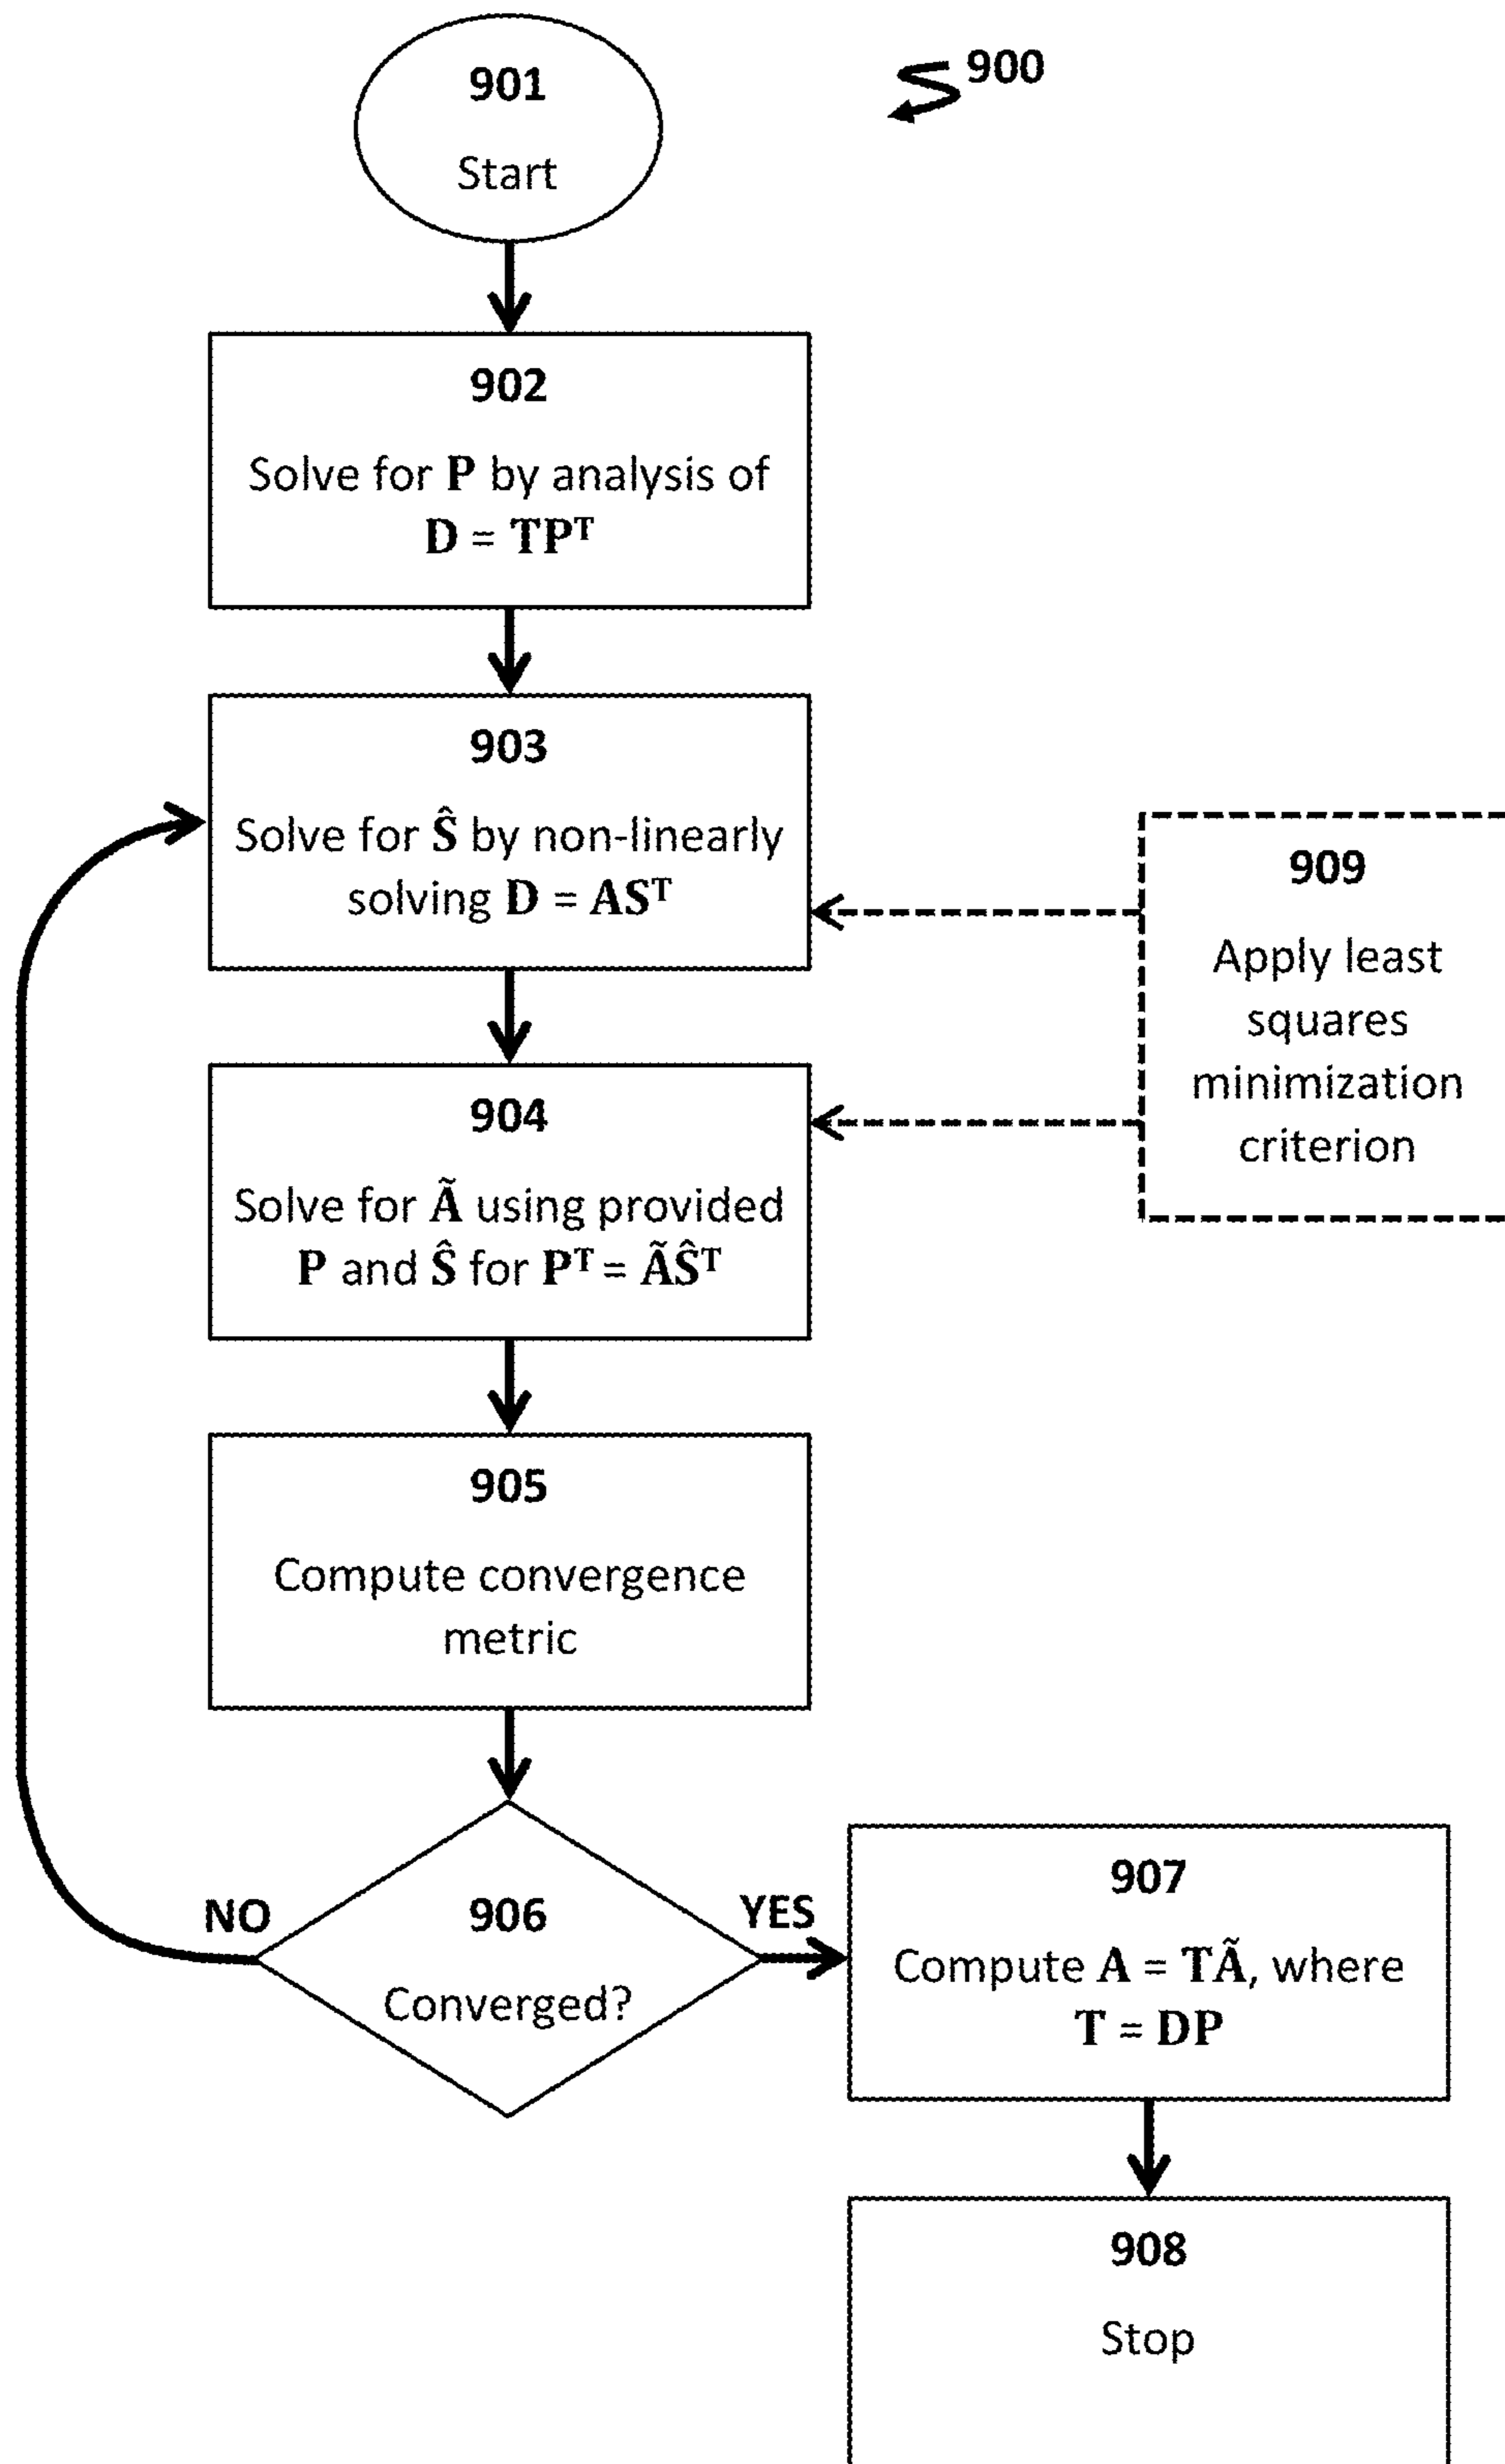 900
901
Start
902
Solve for P by analysis of
D = TPᵀ
903
Solve for Ŝ by non-linearly
solving D = ASᵀ
909
Apply least
squares
minimization
criterion
904
Solve for Ã using provided
P and Ŝ for Pᵀ = ÃŜᵀ
905
Compute convergence
metric
906
Converged?
NO
YES
907
Compute A = TÃ, where
T = DP
908
Stop